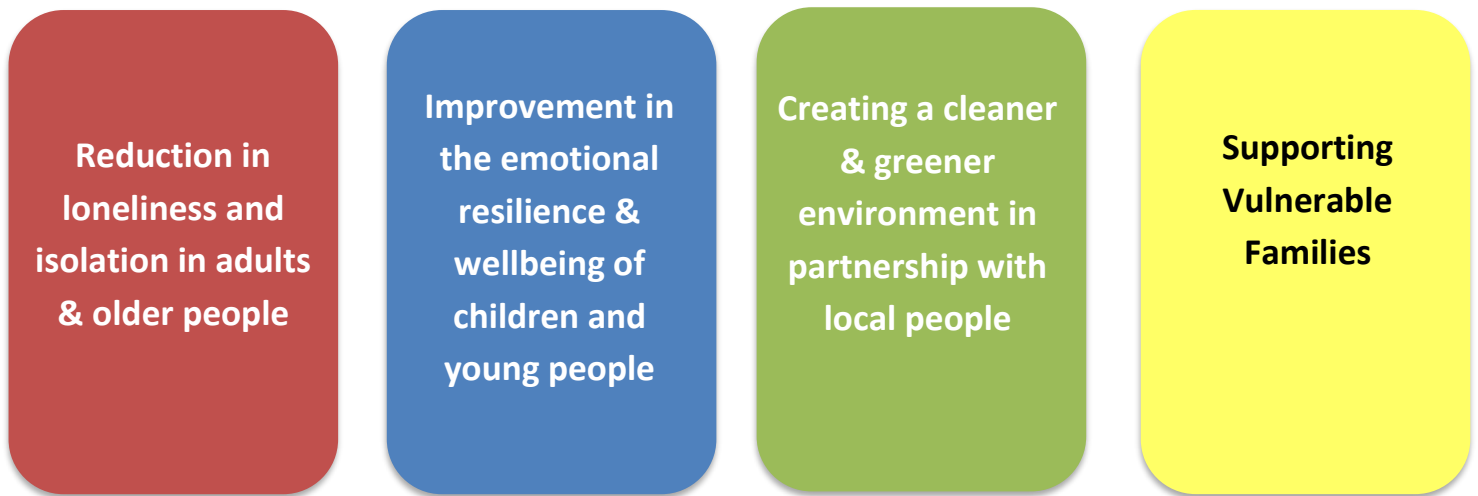 Reduction in
loneliness and
isolation in adults
& older people
Improvement in
the emotional
resilience &
wellbeing of
children and
young people
Creating a cleaner
& greener
environment in
partnership with
local people
Supporting
Vulnerable
Families